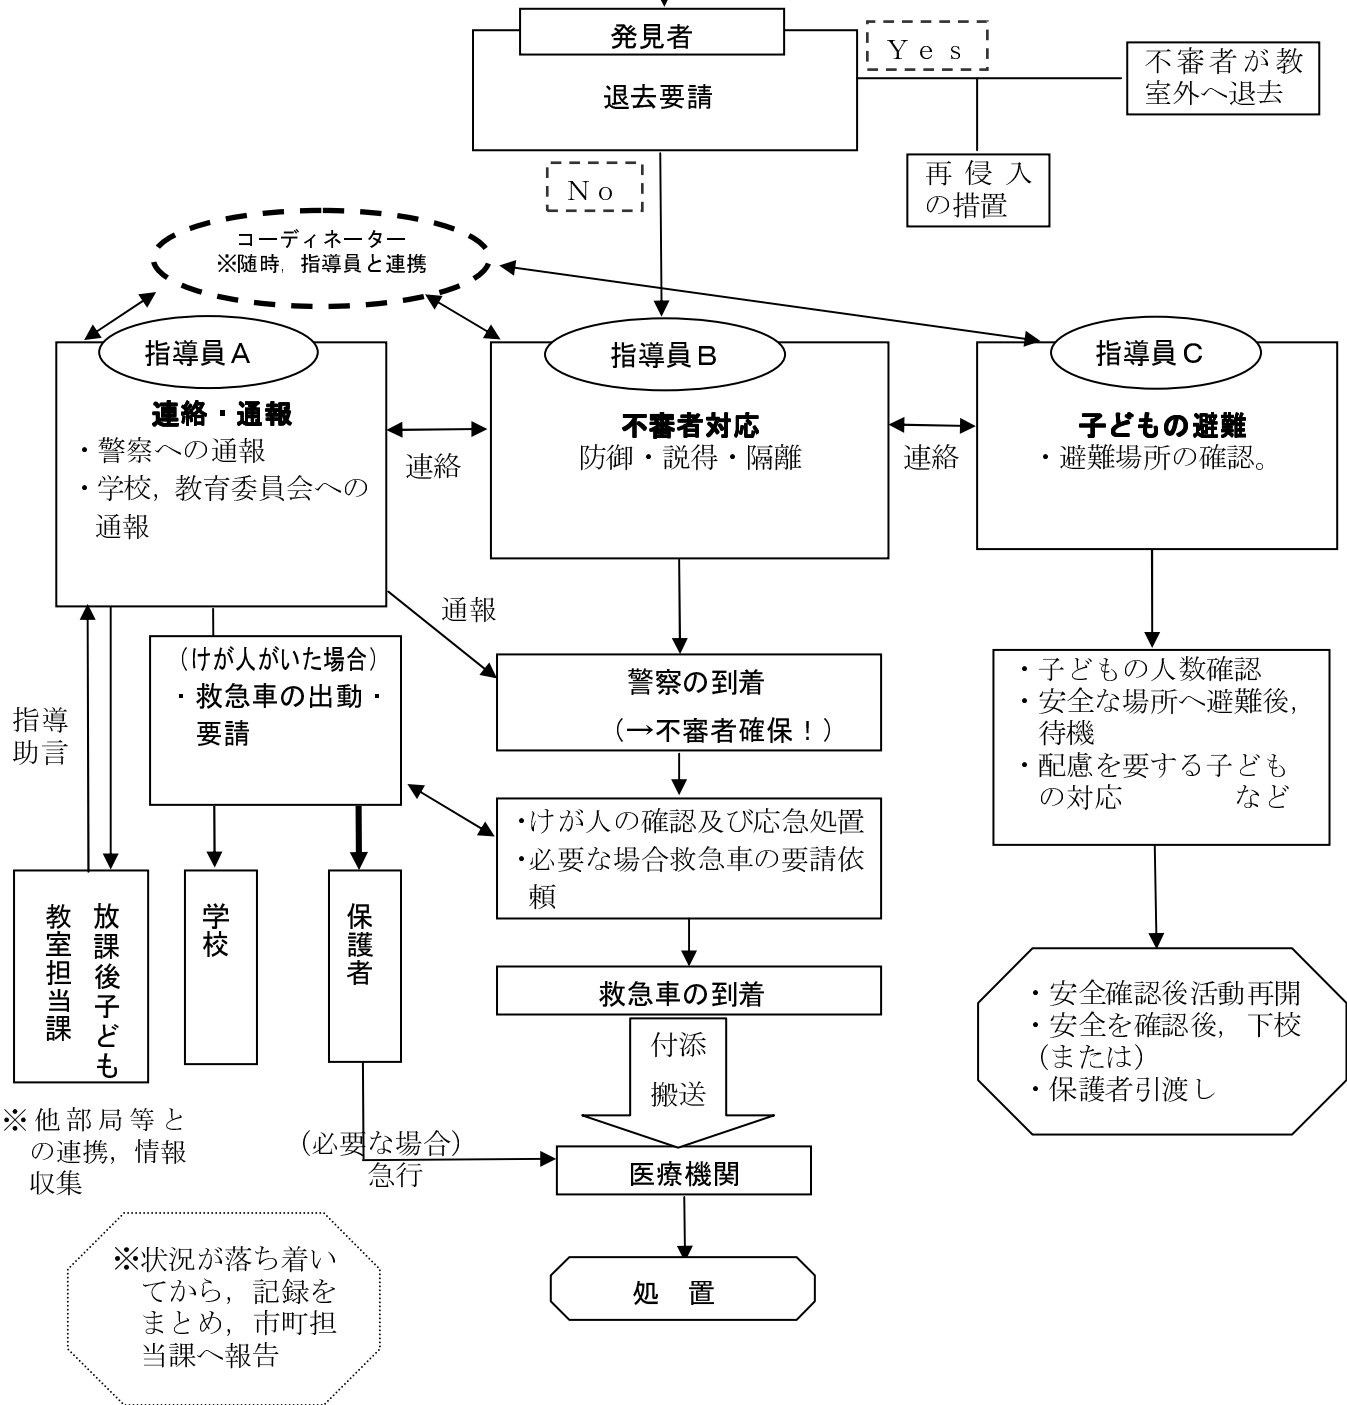 発見者
退去要請
Ｙｅｓ
不審者が教
室外へ退去
再侵入
の措置
Ｎｏ
コーディネーター
※随時，指導員と連携
指導員Ａ
連絡・通報
・警察への通報
・学校，教育委員会への
通報
連絡
指導員Ｂ
不審者対応
防御・説得・隔離
連絡
指導員Ｃ
子どもの避難
・避難場所の確認。
通報
（けが人がいた場合）
・救急車の出動・
要請
指導
助言
警察の到着
（→不審者確保！）
・けが人の確認及び応急処置
・必要な場合救急車の要請依
頼
救急車の到着
付添
搬送
医療機関
処　置
・子どもの人数確認
・安全な場所へ避難後，
待機
・配慮を要する子ども
の対応　　　　など
・安全確認後活動再開
・安全を確認後，下校
（または）
・保護者引渡し
放課後子ども
教室担当課
学校
保護者
※他部局等と
の連携，情報
収集
（必要な場合）
急行
※状況が落ち着い
てから，記録を
まとめ，市町担
当課へ報告